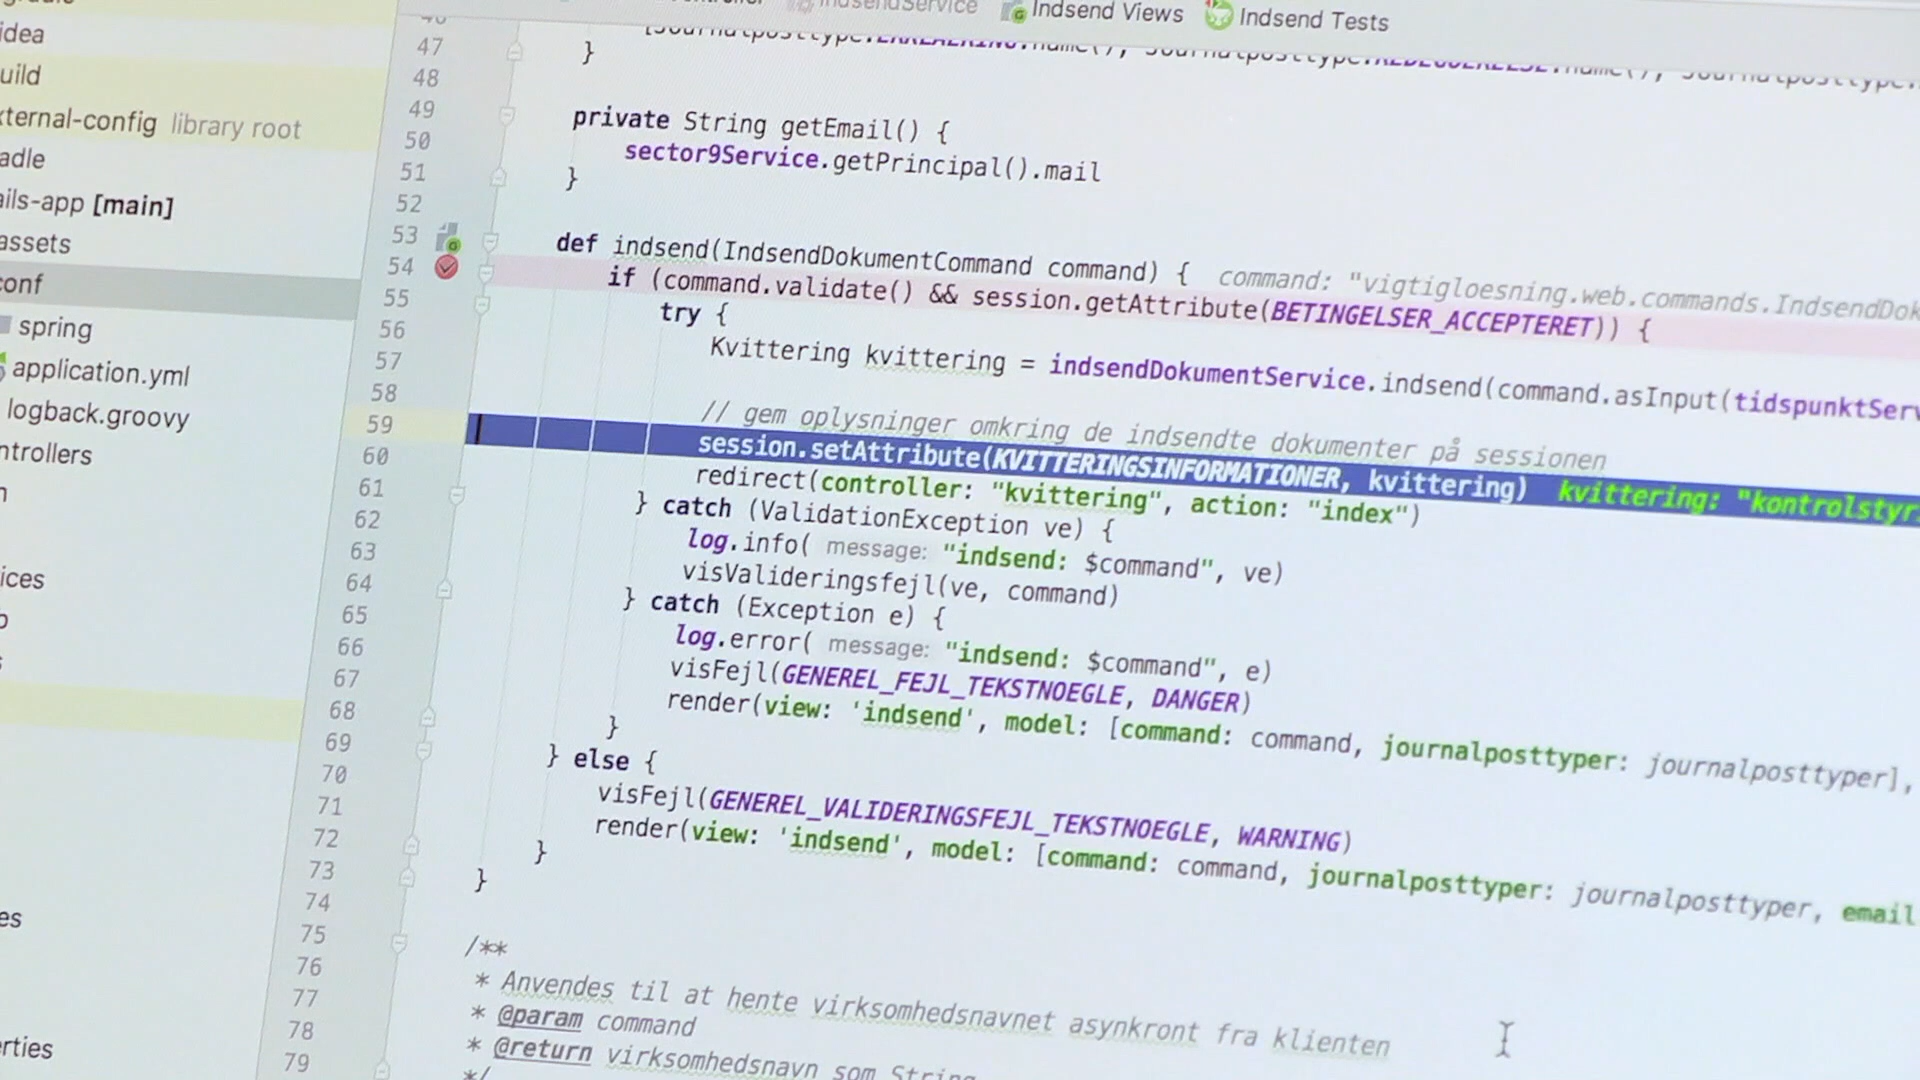 Indsend Views
Indsend Tests
idea
uild
ternal-config library root
adle
ils-app [main]
assets
conf
spring
application.yml
logback.groovy
ntrollers
ices
es
erties
47
48 }
49
50 private String getEmail() {
51 sector9Service.getPrincipal().mail
52 }
53
54 def indsend(IndsendDokumentCommand command) { command: "vigtigloesning.web.commands.IndsendDok
55 if (command.validate() && session.getAttribute(BETINGELSER_ACCEPTERET)) {
56 try {
57 Kvittering kvittering = indsendDokumentService.indsend(command.asInput(tidspunktServ
58
59 // gem oplysninger omkring de indsendte dokumenter på sessionen
60 session.setAttribute(KVITTERINGSINFORMATIONER, kvittering) kvittering: "kontrolstyr
61 redirect(controller: "kvittering", action: "index")
62 } catch (ValidationException ve) {
63 log.info( message: "indsend: $command", ve)
64 visValideringsfejl(ve, command)
65 } catch (Exception e) {
66 log.error( message: "indsend: $command", e)
67 visFejl(GENEREL_FEJL_TEKSTNOEGLE, DANGER)
68 render(view: 'indsend', model: [command: command, journalposttyper: journalposttyper],
69 }
70 } else {
71 visFejl(GENEREL_VALIDERINGSFEJL_TEKSTNOEGLE, WARNING)
72 render(view: 'indsend', model: [command: command, journalposttyper: journalposttyper, email
73 }
74 }
75
76 /**
77 * Anvendes til at hente virksomhedsnavnet asynkront fra klienten
78 * @param command
79 * @return virksomhedsnavn som String
*/